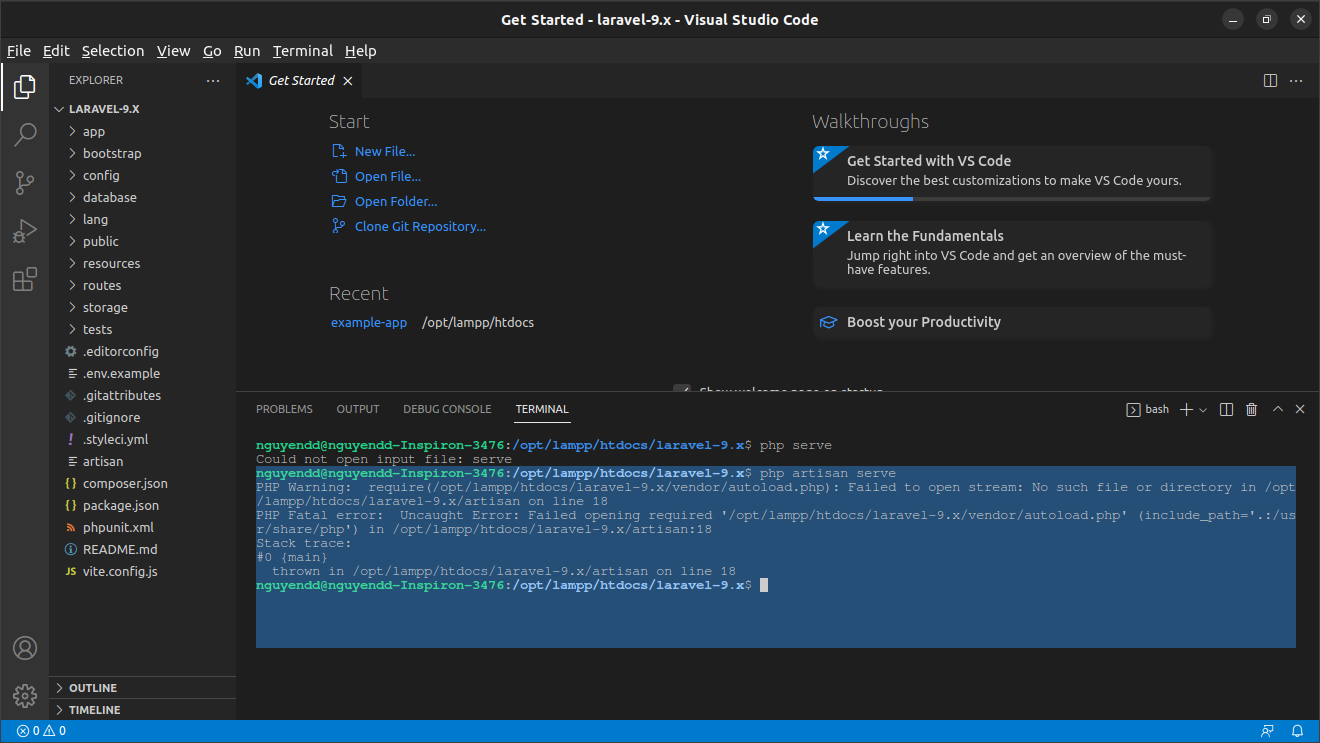 Get Started - laravel-9.x - Visual Studio Code
File Edit Selection View Go Run Terminal Help
EXPLORER
LARAVEL-9.X
app
bootstrap
config
database
lang
public
resources
routes
storage
tests
.editorconfig
.env.example
.gitattributes
.gitignore
.styleci.yml
artisan
composer.json
package.json
phpunit.xml
README.md
vite.config.js
OUTLINE
TIMELINE
Get Started
Start
New File...
Open File...
Open Folder...
Clone Git Repository...
Recent
example-app /opt/lampp/htdocs
Walkthroughs
Get Started with VS Code
Discover the best customizations to make VS Code yours.
Learn the Fundamentals
Jump right into VS Code and get an overview of the must-
have features.
Boost your Productivity
Show welcome page on startup
PROBLEMS OUTPUT DEBUG CONSOLE TERMINAL
bash
nguyendd@nguyendd-Inspiron-3476:/opt/lampp/htdocs/laravel-9.x$ php serve
Could not open input file: serve
nguyendd@nguyendd-Inspiron-3476:/opt/lampp/htdocs/laravel-9.x$ php artisan serve
PHP Warning:  require(/opt/lampp/htdocs/laravel-9.x/vendor/autoload.php): Failed to open stream: No such file or directory in /opt
/lampp/htdocs/laravel-9.x/artisan on line 18
PHP Fatal error:  Uncaught Error: Failed opening required '/opt/lampp/htdocs/laravel-9.x/vendor/autoload.php' (include_path='.:/us
r/share/php') in /opt/lampp/htdocs/laravel-9.x/artisan:18
Stack trace:
#0 {main}
  thrown in /opt/lampp/htdocs/laravel-9.x/artisan on line 18
nguyendd@nguyendd-Inspiron-3476:/opt/lampp/htdocs/laravel-9.x$
0 0